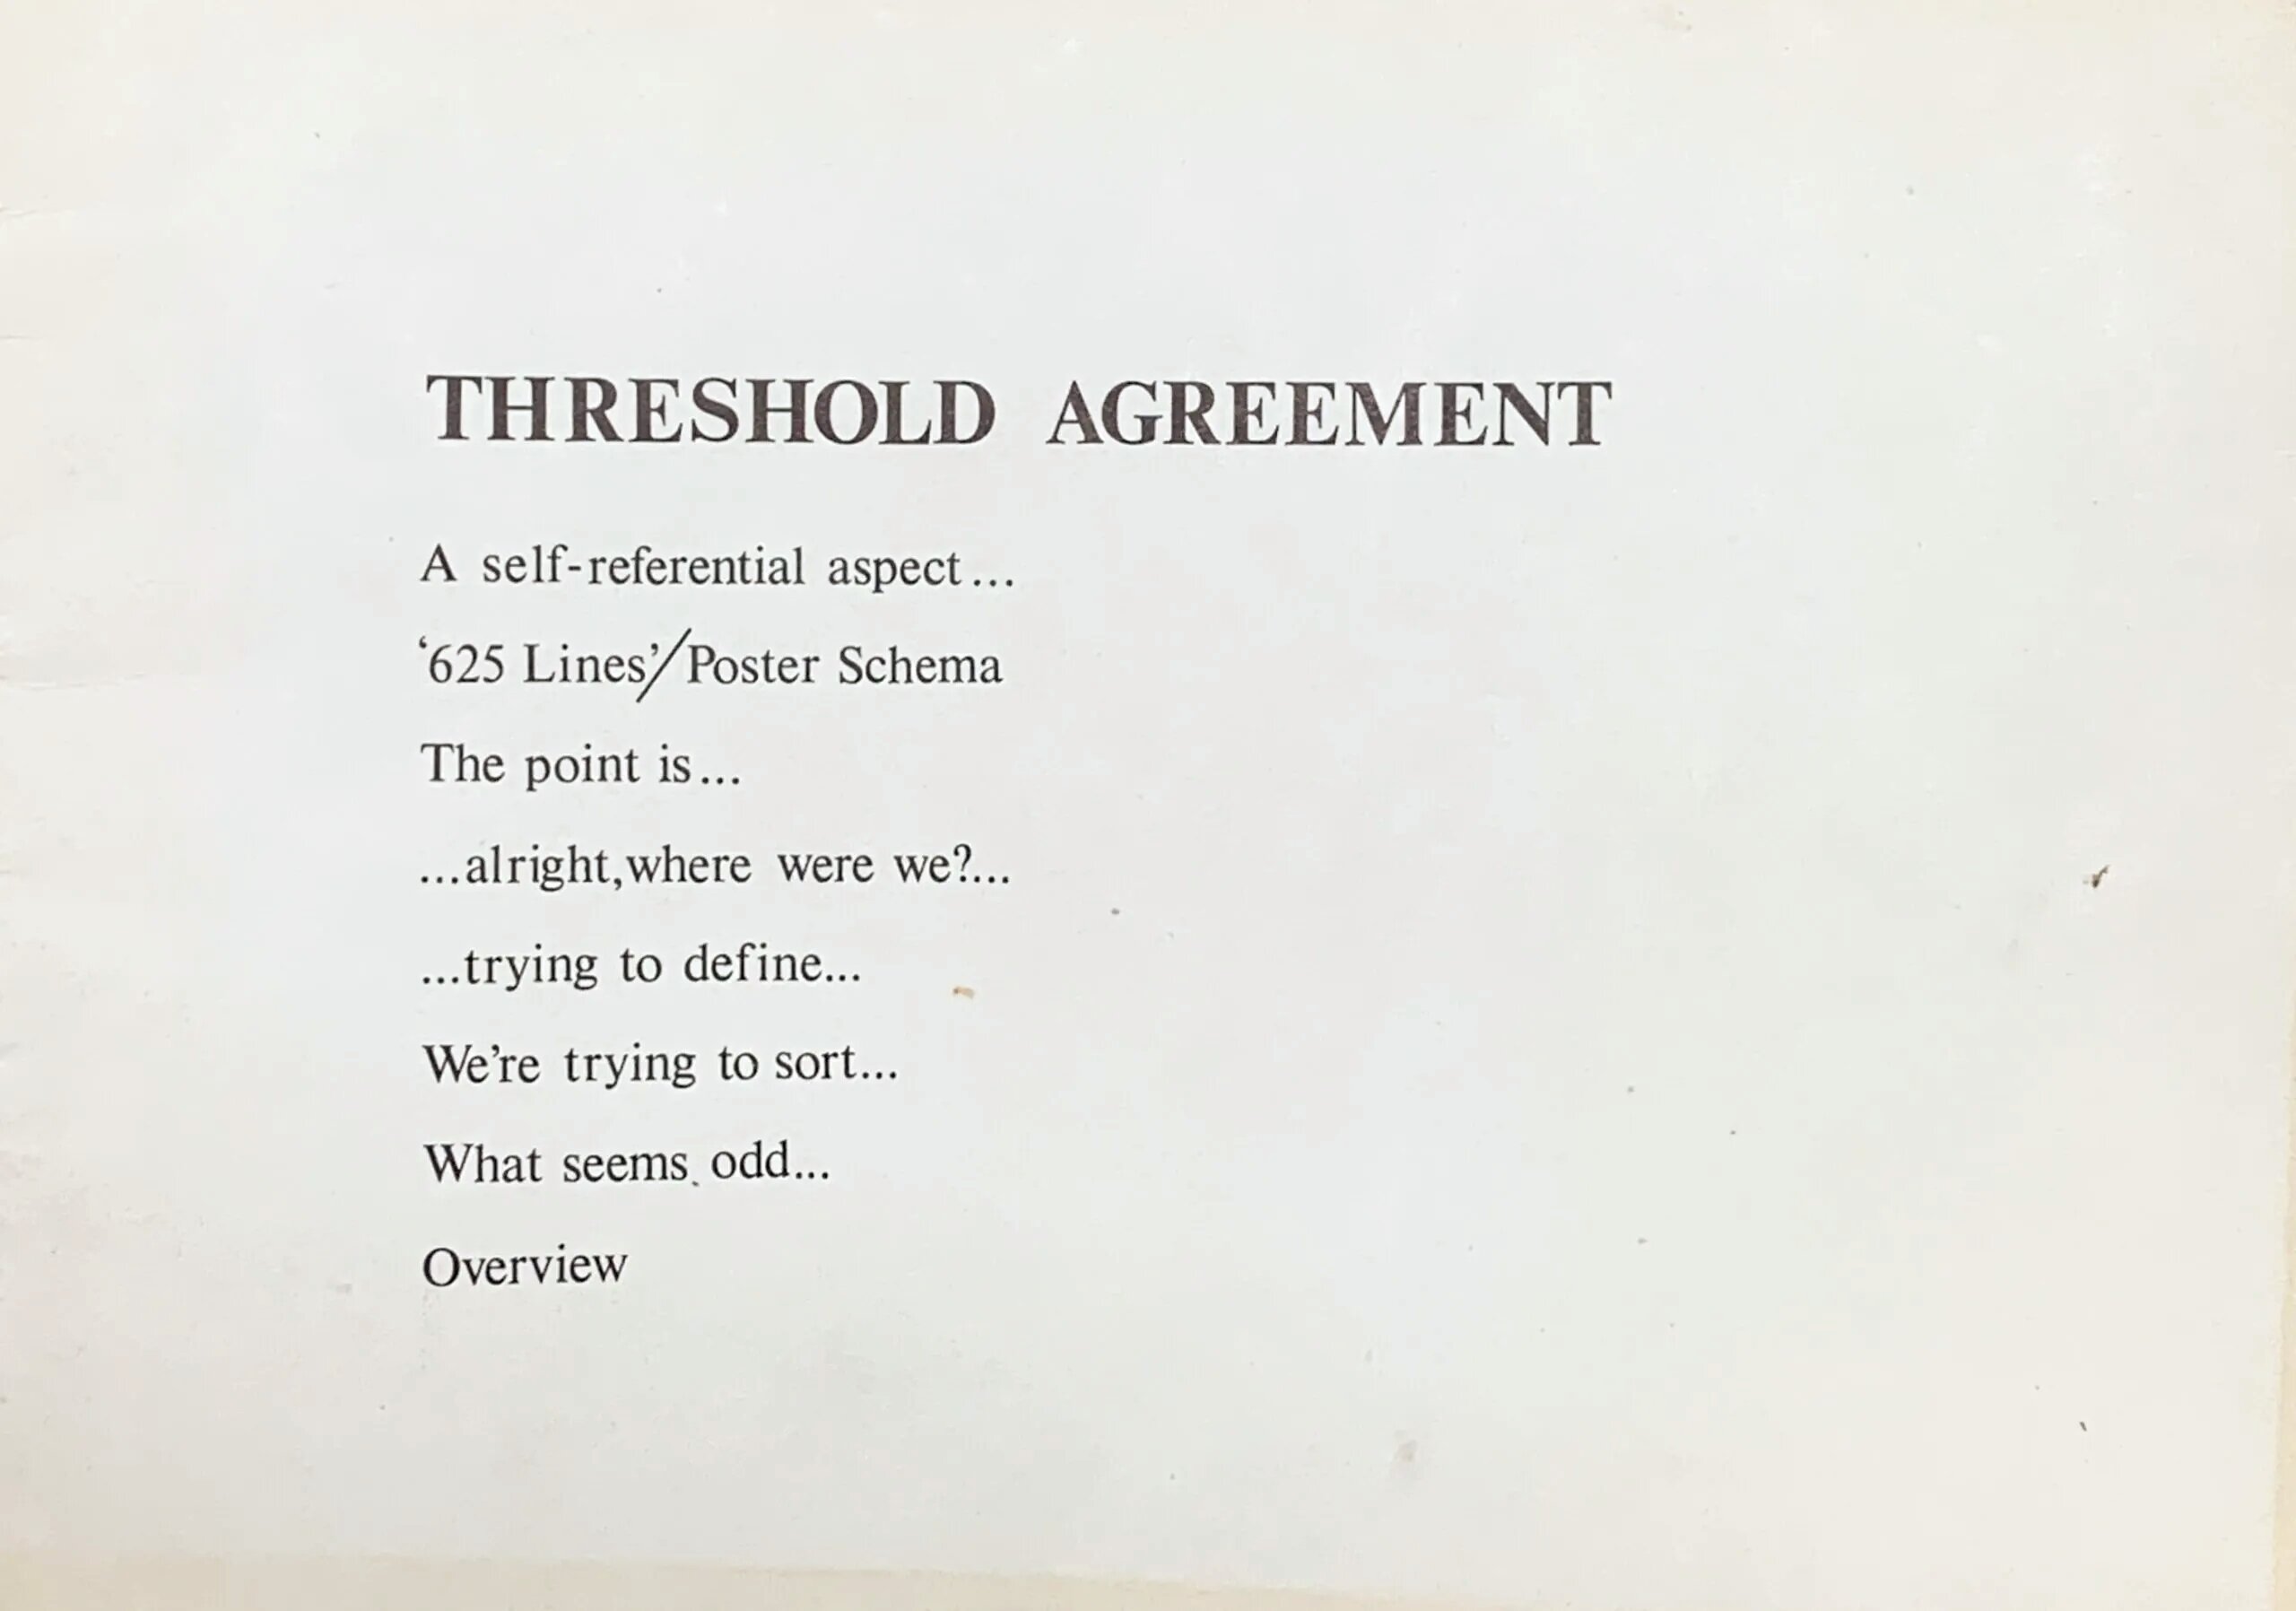 THRESHOLD AGREEMENT
A self-referential aspect...
‘625 Lines’/Poster Schema
The point is...
...alright,where were we?...
...trying to define...
We’re trying to sort...
What seems odd...
Overview